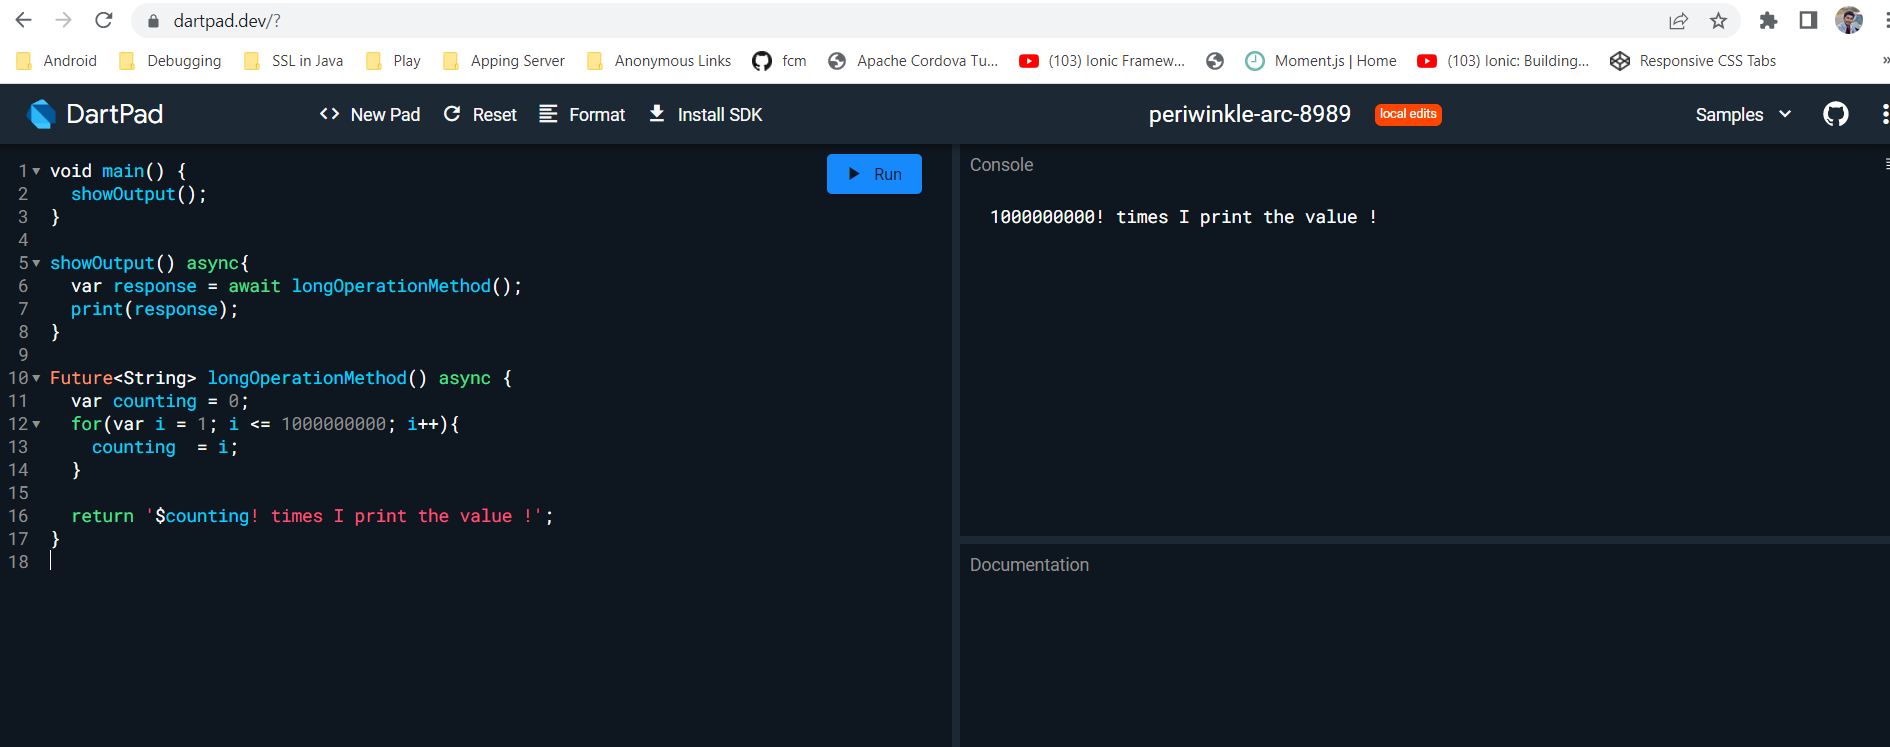 dartpad.dev/?
Android Debugging SSL in Java Play Apping Server Anonymous Links fcm Apache Cordova Tu... (103) Ionic Framew... Moment.js | Home (103) Ionic: Building... Responsive CSS Tabs »
DartPad <> New Pad Reset Format Install SDK periwinkle-arc-8989 local edits Samples
1 void main() {
2   showOutput();
3 }
4
5 showOutput() async{
6   var response = await longOperationMethod();
7   print(response);
8 }
9
10 Future<String> longOperationMethod() async {
11   var counting = 0;
12   for(var i = 1; i <= 1000000000; i++){
13     counting  = i;
14   }
15
16   return '$counting! times I print the value !';
17 }
18
Run
Console
1000000000! times I print the value !
Documentation